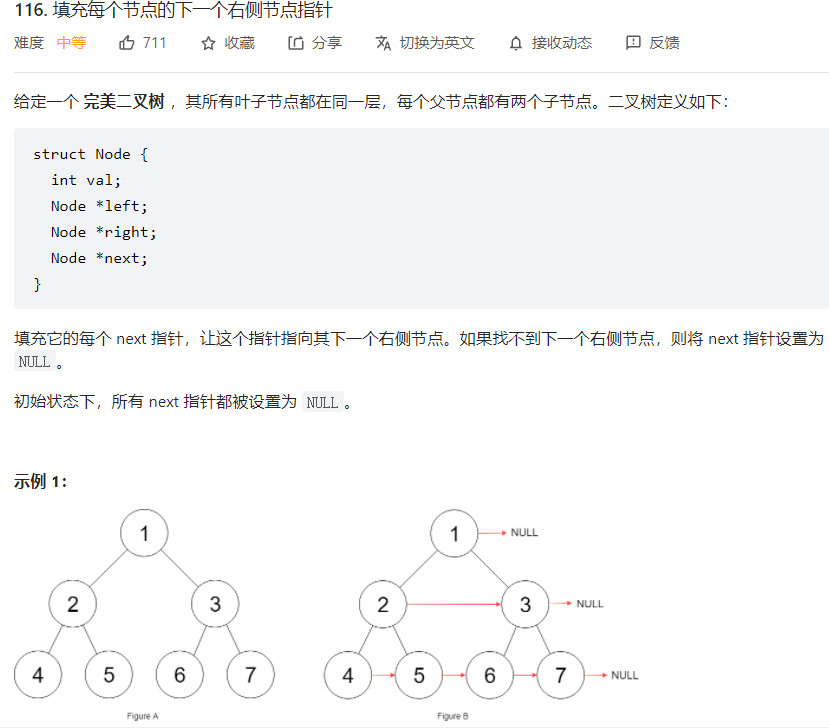 116. 填充每个节点的下一个右侧节点指针
难度 中等 711 收藏 分享 切换为英文 接收动态 反馈
给定一个 完美二叉树 ，其所有叶子节点都在同一层，每个父节点都有两个子节点。二叉树定义如下：
struct Node {
  int val;
  Node *left;
  Node *right;
  Node *next;
}
填充它的每个 next 指针，让这个指针指向其下一个右侧节点。如果找不到下一个右侧节点，则将 next 指针设置为
NULL 。
初始状态下，所有 next 指针都被设置为 NULL 。
示例 1：
1 1 NULL
2 3 2 3 NULL
4 5 6 7 4 5 6 7 NULL
Figure A Figure B